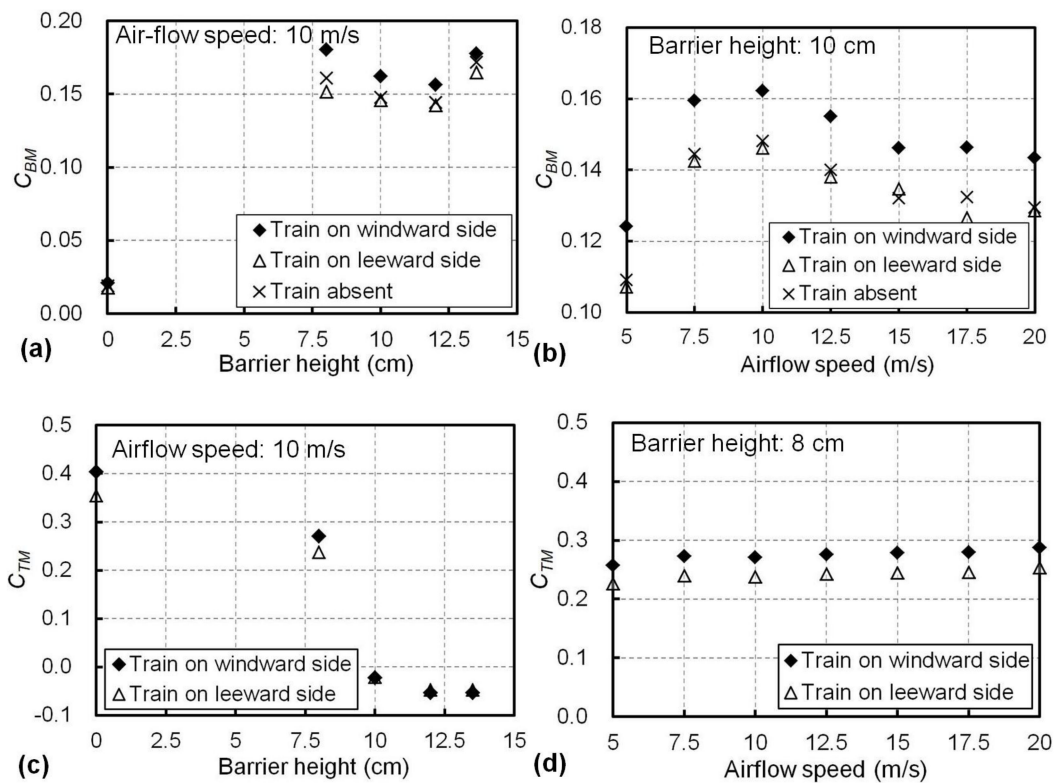 (a)
Air-flow speed: 10 m/s
0.20
0.15
0.10
0.05
0.00
C_BM
Train on windward side
Train on leeward side
Train absent
0 2.5 5 7.5 10 12.5 15
Barrier height (cm)
(b)
Barrier height: 10 cm
0.18
0.16
0.14
0.12
0.10
C_BM
Train on windward side
Train on leeward side
Train absent
5 7.5 10 12.5 15 17.5 20
Airflow speed (m/s)
(c)
Airflow speed: 10 m/s
0.5
0.4
0.3
0.2
0.1
0.0
-0.1
C_TM
Train on windward side
Train on leeward side
0 2.5 5 7.5 10 12.5 15
Barrier height (cm)
(d)
Barrier height: 8 cm
0.5
0.4
0.3
0.2
0.1
0.0
C_TM
Train on windward side
Train on leeward side
5 7.5 10 12.5 15 17.5 20
Airflow speed (m/s)